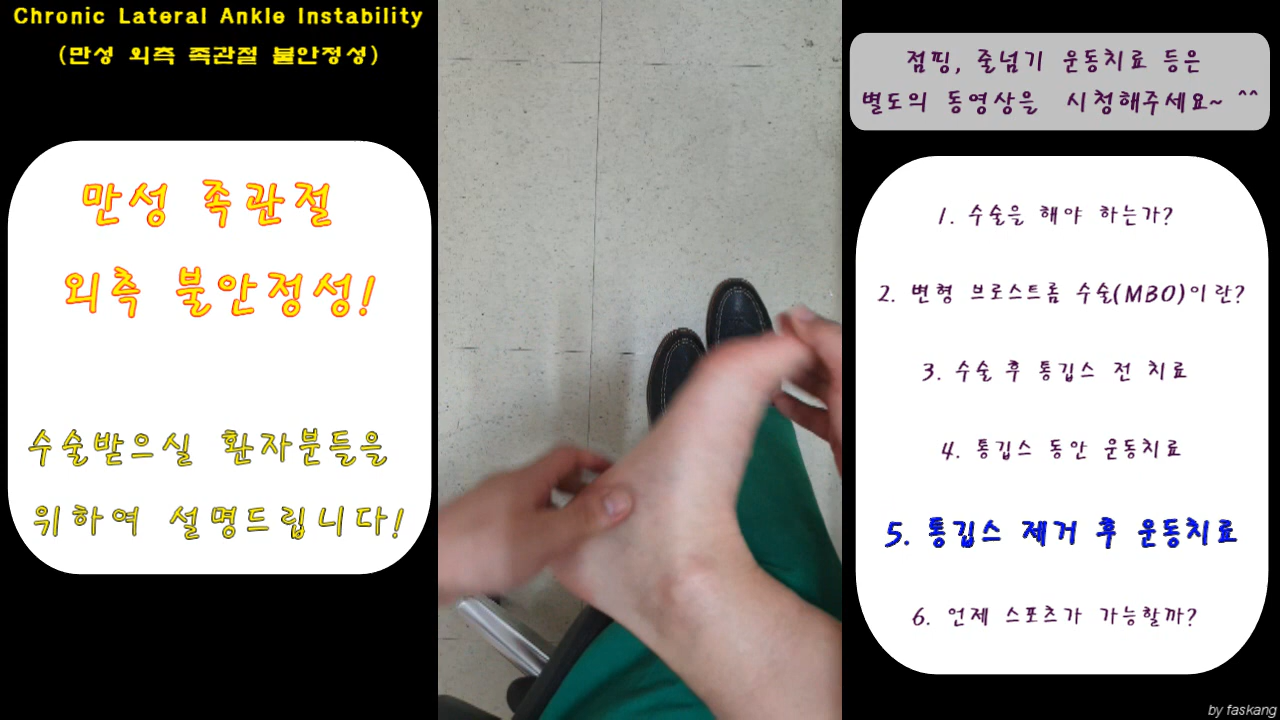 Chronic Lateral Ankle Instability
(만성 외측 족관절 불안정성)
만성 족관절
외측 불안정성!
수술받으실 환자분들을
위하여 설명드립니다!
점핑, 줄넘기 운동치료 등은
별도의 동영상을 시청해주세요~ ^^
1. 수술을 해야 하는가?
2. 변형 브로스트롬 수술(MBO)이란?
3. 수술 후 통깁스 전 치료
4. 통깁스 동안 운동치료
5. 통깁스 제거 후 운동치료
6. 언제 스포츠가 가능할까?
by faskang